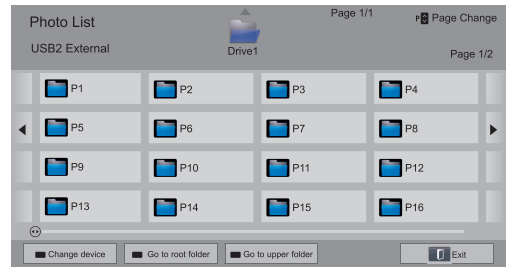 Photo List
Page 1/1
P Page Change
USB2 External
Drive1
Page 1/2
P1 P2 P3 P4
P5 P6 P7 P8
P9 P10 P11 P12
P13 P14 P15 P16
Change device Go to root folder Go to upper folder Exit